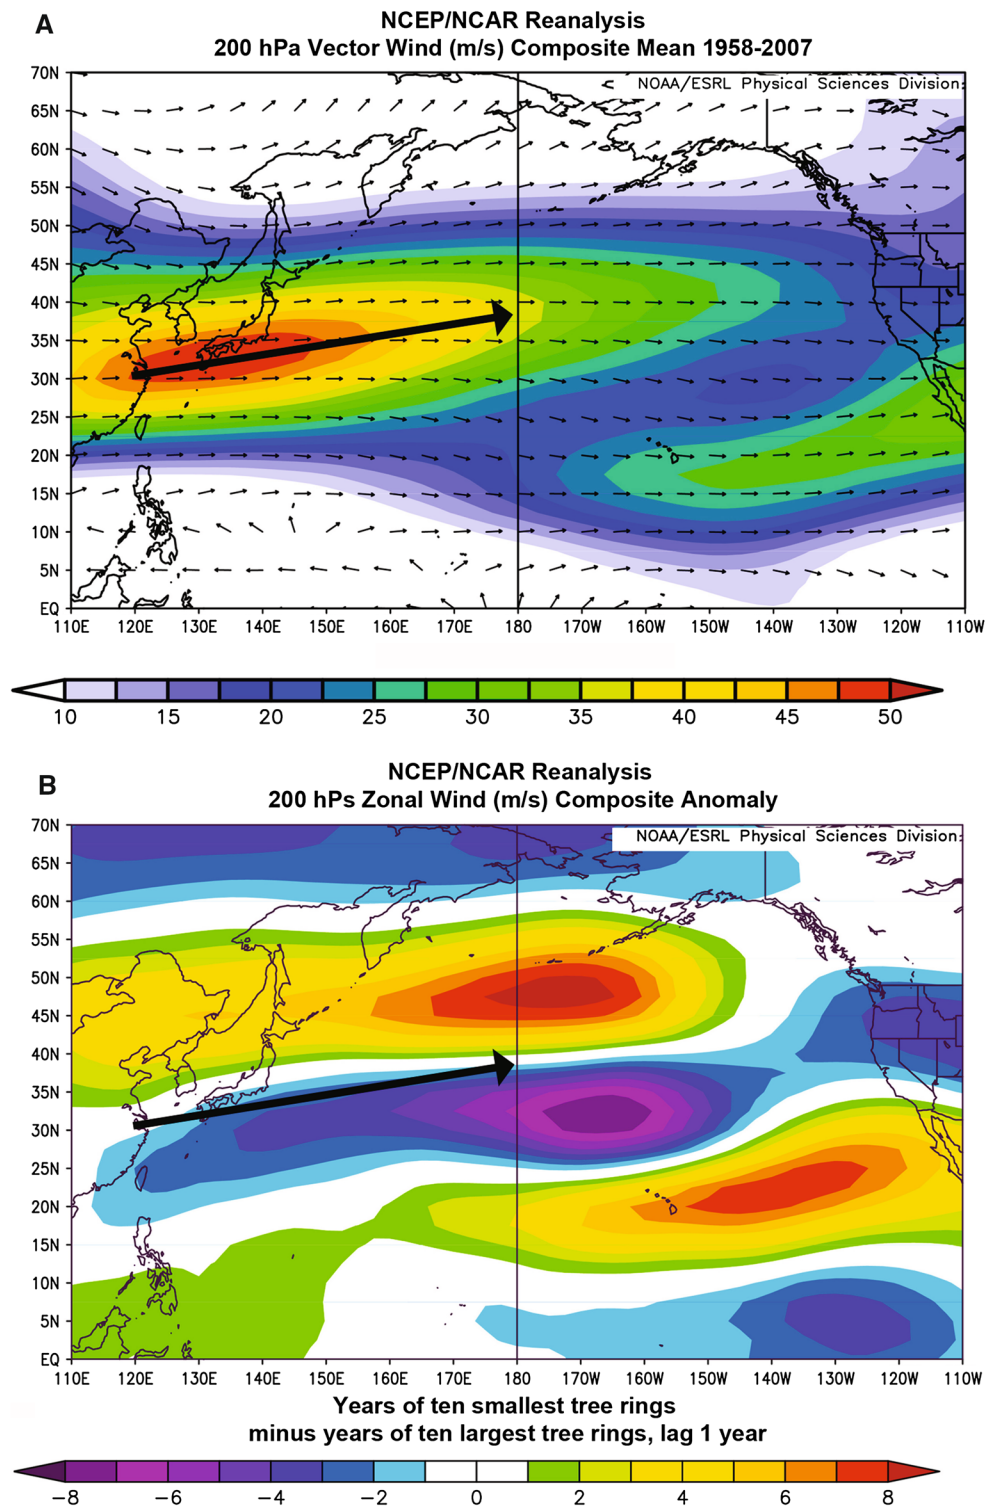 A
NCEP/NCAR Reanalysis
200 hPa Vector Wind (m/s) Composite Mean 1958-2007
NOAA/ESRL Physical Sciences Division
70N
65N
60N
55N
50N
45N
40N
35N
30N
25N
20N
15N
10N
5N
EQ
110E 120E 130E 140E 150E 160E 170E 180 170W 160W 150W 140W 130W 120W 110W
10 15 20 25 30 35 40 45 50
B
NCEP/NCAR Reanalysis
200 hPs Zonal Wind (m/s) Composite Anomaly
NOAA/ESRL Physical Sciences Division
70N
65N
60N
55N
50N
45N
40N
35N
30N
25N
20N
15N
10N
5N
EQ
110E 120E 130E 140E 150E 160E 170E 180 170W 160W 150W 140W 130W 120W 110W
Years of ten smallest tree rings
minus years of ten largest tree rings, lag 1 year
−8 −6 −4 −2 0 2 4 6 8